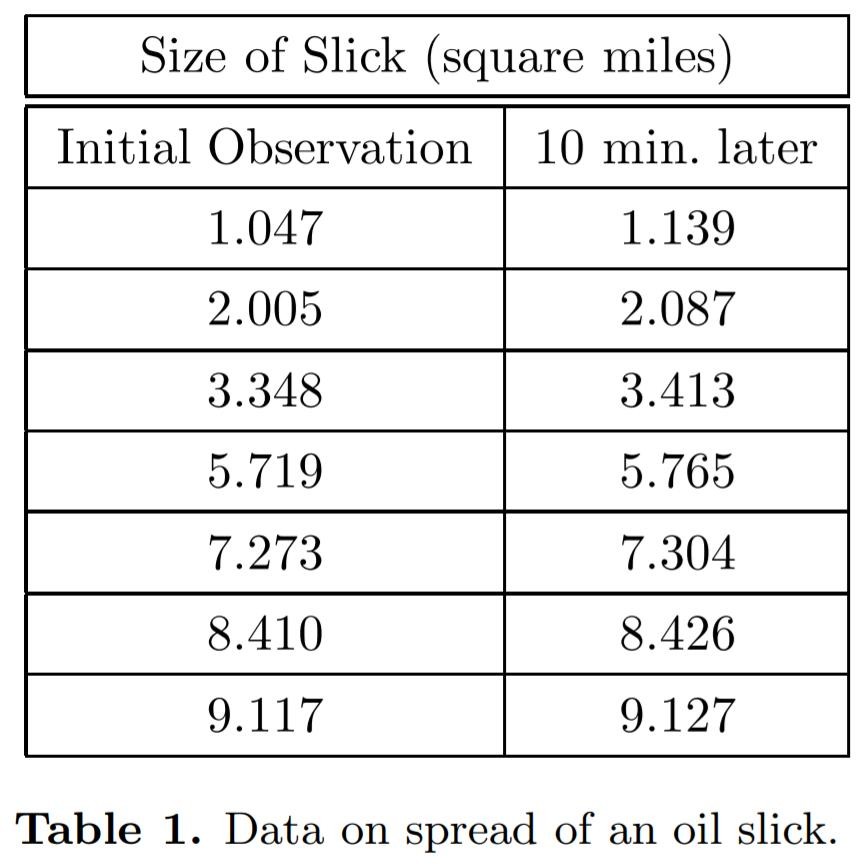 Size of Slick (square miles)
Initial Observation 10 min. later
1.047 1.139
2.005 2.087
3.348 3.413
5.719 5.765
7.273 7.304
8.410 8.426
9.117 9.127
Table 1. Data on spread of an oil slick.